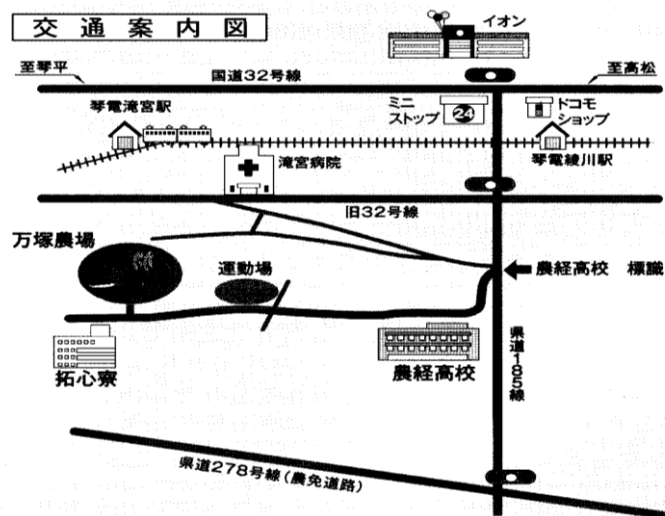 交通案内図
イオン
至琴平
国道32号線
至高松
琴電滝宮駅
ミニ
ストップ
24
ドコモ
ショップ
滝宮病院
琴電綾川駅
旧32号線
万塚農場
運動場
農経高校 標識
拓心寮
農経高校
県道185線
県道278号線(農免道路)